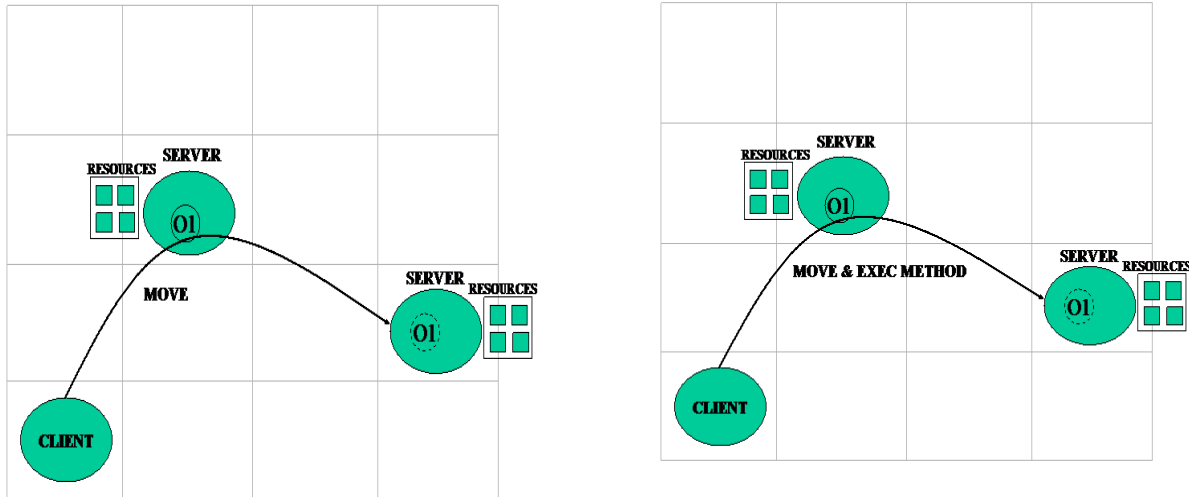 SERVER
RESOURCES
O1
MOVE
SERVER
RESOURCES
O1
CLIENT
SERVER
RESOURCES
O1
MOVE & EXEC METHOD
SERVER
RESOURCES
O1
CLIENT